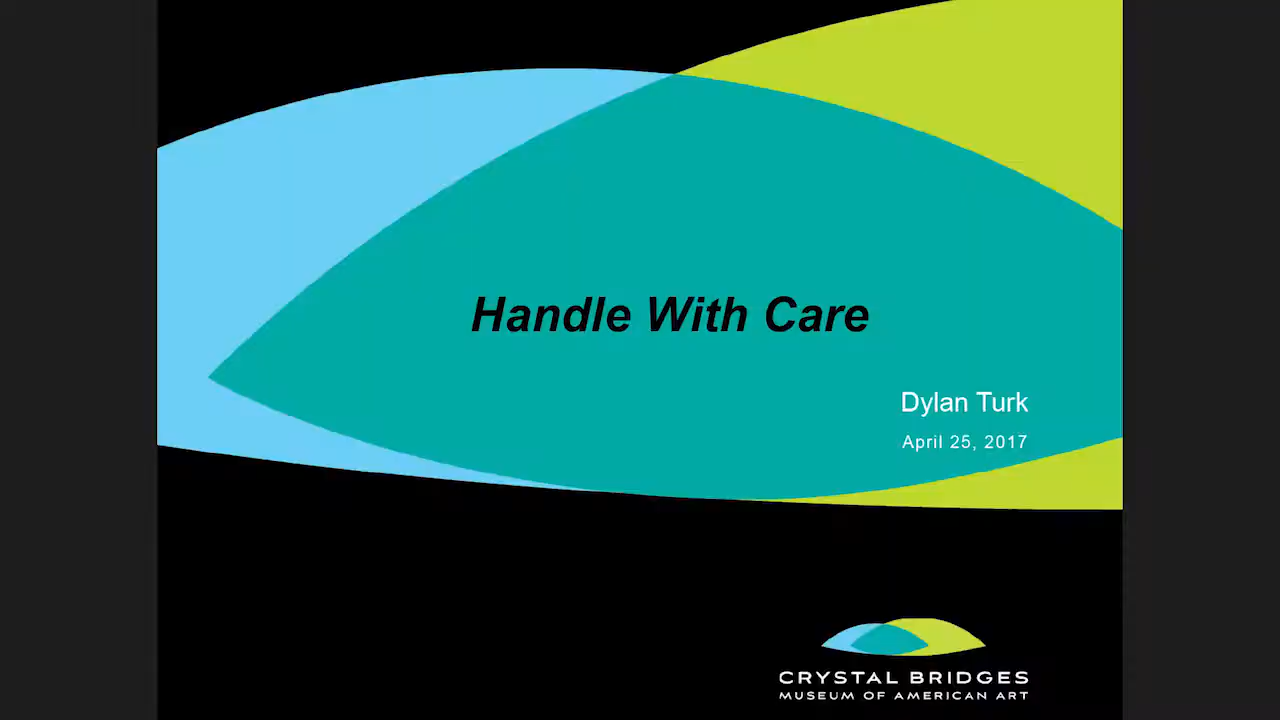 Handle With Care
Dylan Turk
April 25, 2017
CRYSTAL BRIDGES
MUSEUM OF AMERICAN ART